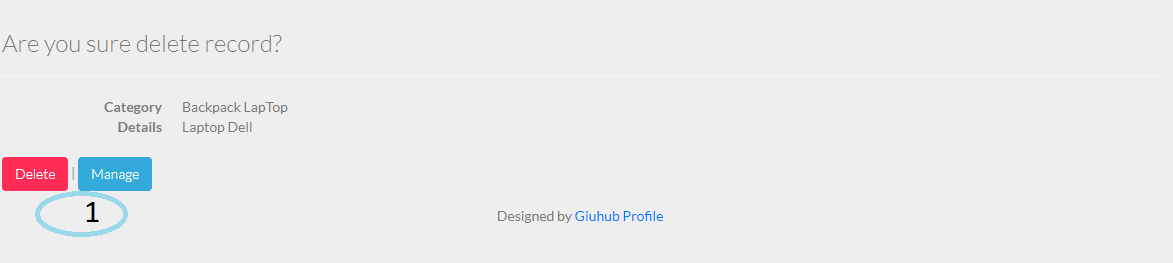 Are you sure delete record?
Category Backpack LapTop
Details Laptop Dell
Delete | Manage
1
Designed by Giuhub Profile